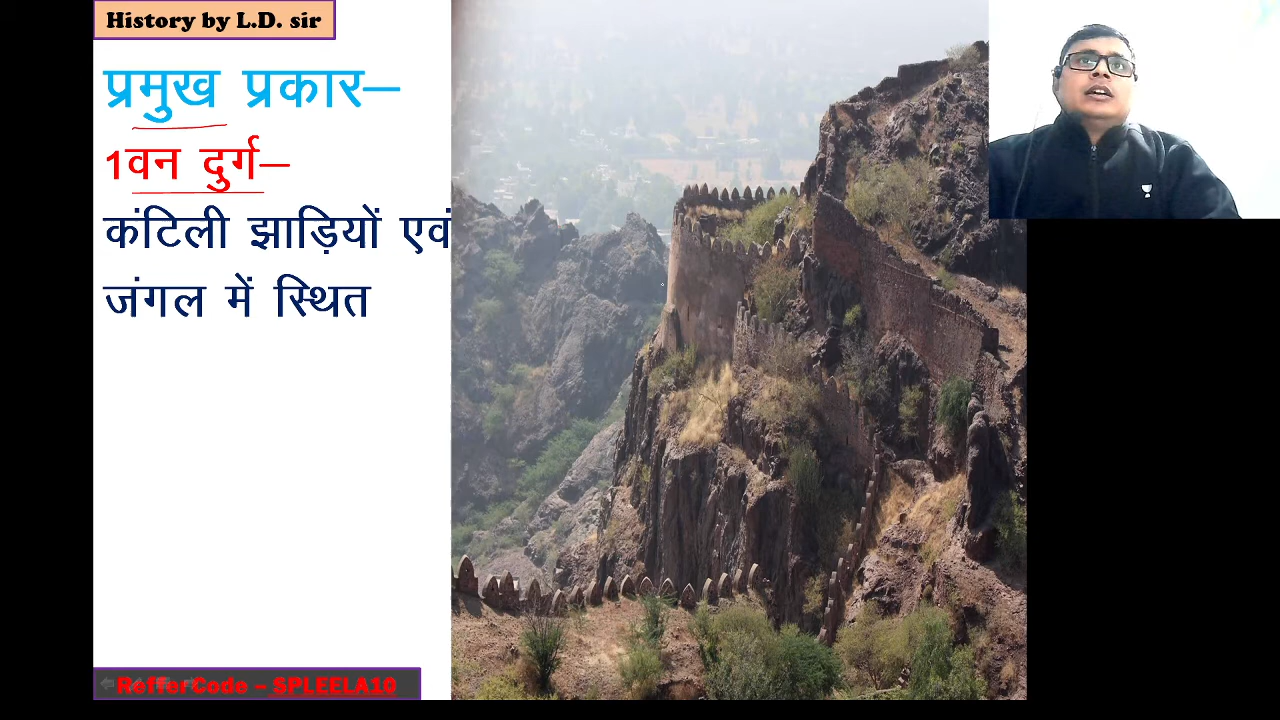 History by L.D. sir
प्रमुख प्रकार–
1वन दुर्ग–
कंटिली झाड़ियों एवं
जंगल में स्थित
RefferCode – SPLEELA10